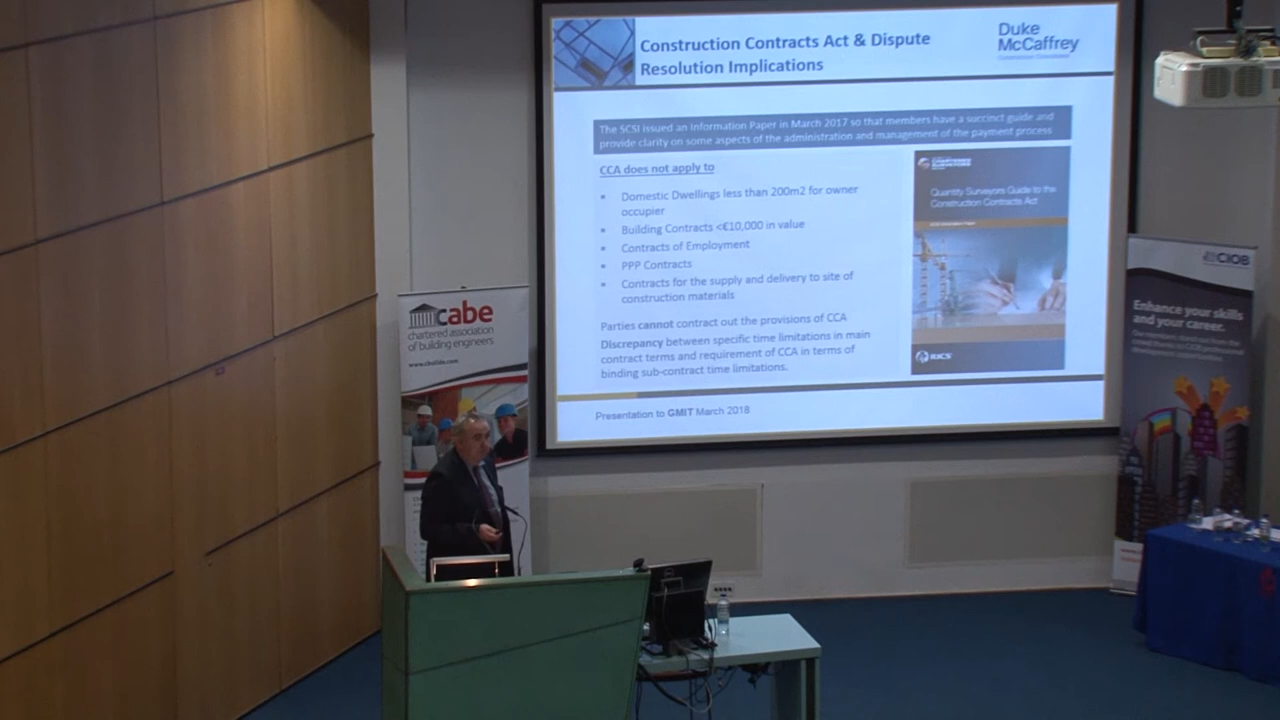 Construction Contracts Act & Dispute
Resolution Implications
Duke
McCaffrey
The SCSI issued an Information Paper in March 2017 so that members have a succinct guide and
provide clarity on some aspects of the administration and management of the payment process
CCA does not apply to
Domestic Dwellings less than 200m2 for owner
occupier
Building Contracts <€10,000 in value
Contracts of Employment
PPP Contracts
Contracts for the supply and delivery to site of
construction materials
Parties cannot contract out the provisions of CCA
Discrepancy between specific time limitations in main
contract terms and requirement of CCA in terms of
binding sub-contract time limitations.
CHARTERED
SURVEYORS
Quantity Surveyors Guide to the
Construction Contracts Act
RICS
Presentation to GMIT March 2018
cabe
chartered association
of building engineers
CIOB
Enhance your skills
and your career.